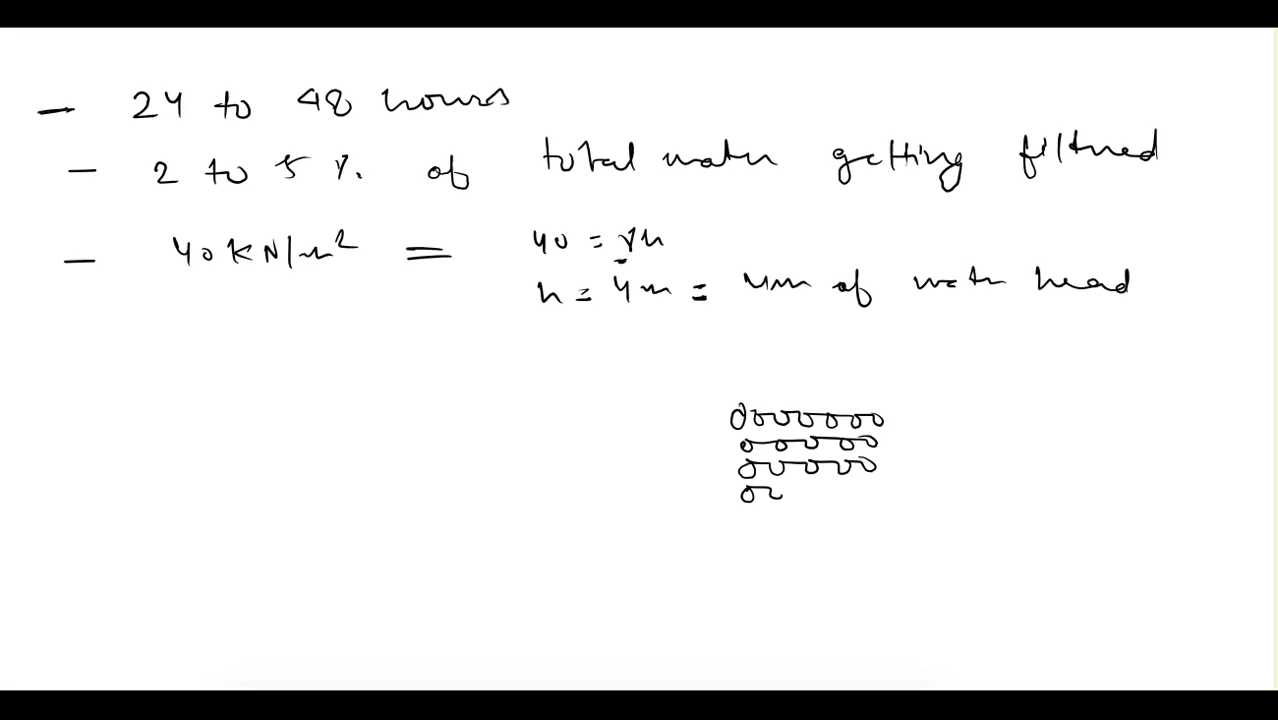 - 24 to 48 hours
- 2 to 5 %. of total water getting filtered
- 40 KN/m² = 40 = γh
h = 4m = 4m of water head